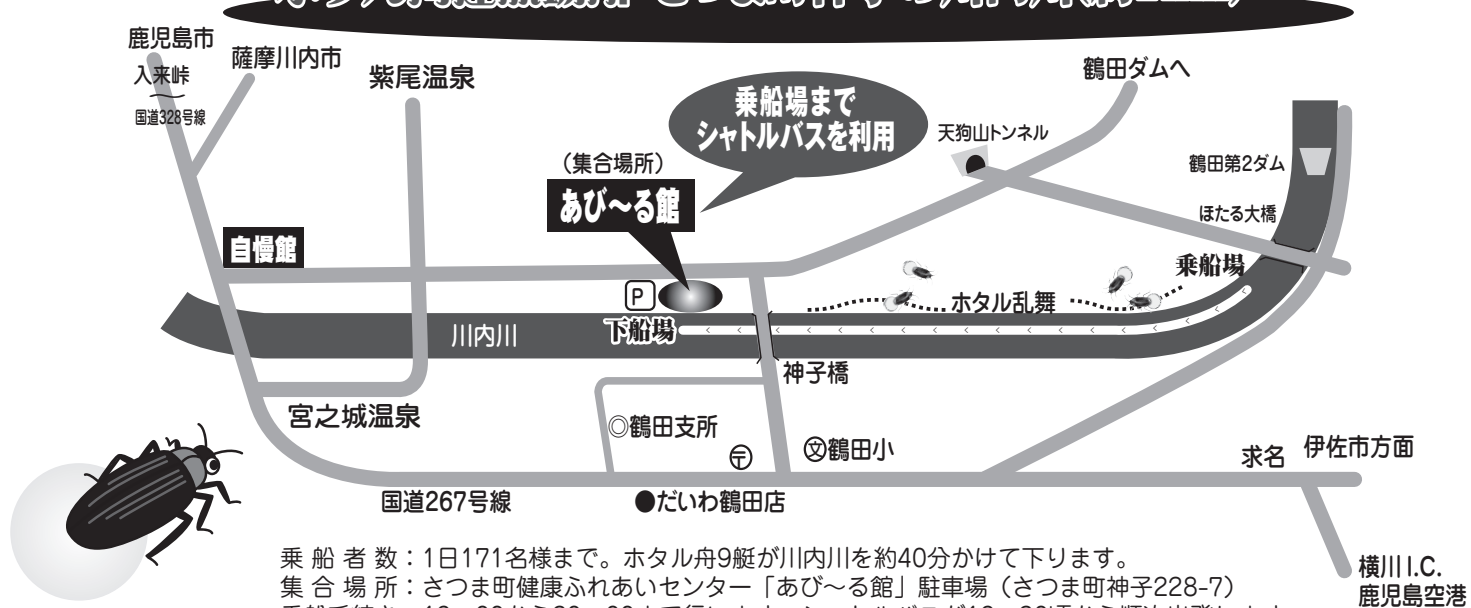 鹿児島市
入来峠
〜
国道328号線
薩摩川内市
紫尾温泉
乗船場まで
シャトルバスを利用
鶴田ダムへ
天狗山トンネル
鶴田第2ダム
ほたる大橋
(集合場所)
あび〜る館
自慢館
乗船場
P
ホタル乱舞
川内川
下船場
神子橋
宮之城温泉
◎鶴田支所
〒
文鶴田小
求名
伊佐市方面
国道267号線
●だいわ鶴田店
横川I.C.
鹿児島空港
乗船者数:1日171名様まで。ホタル舟9艇が川内川を約40分かけて下ります。
集合場所:さつま町健康ふれあいセンター「あび〜る館」駐車場(さつま町神子228-7)